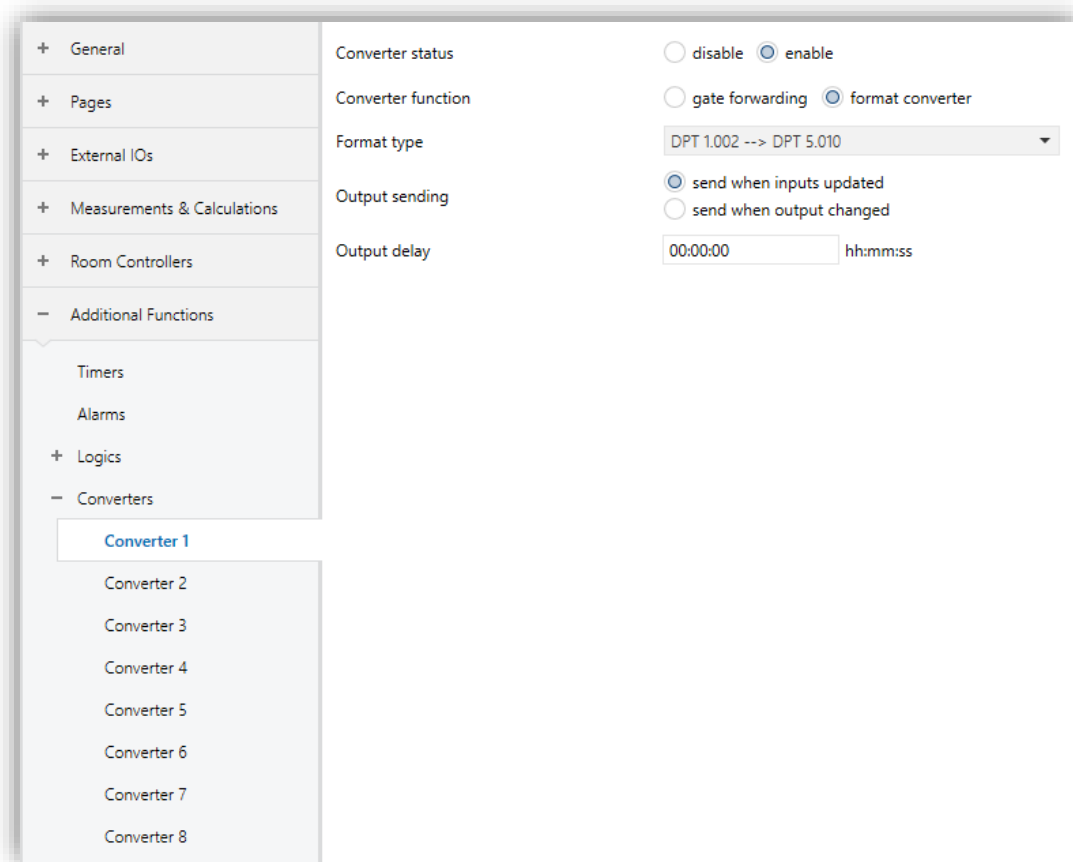 General
Pages
External IOs
Measurements & Calculations
Room Controllers
Additional Functions
Timers
Alarms
Logics
Converters
Converter 1
Converter 2
Converter 3
Converter 4
Converter 5
Converter 6
Converter 7
Converter 8
Converter status disable enable
Converter function gate forwarding format converter
Format type DPT 1.002 --> DPT 5.010
Output sending send when inputs updated
send when output changed
Output delay 00:00:00 hh:mm:ss